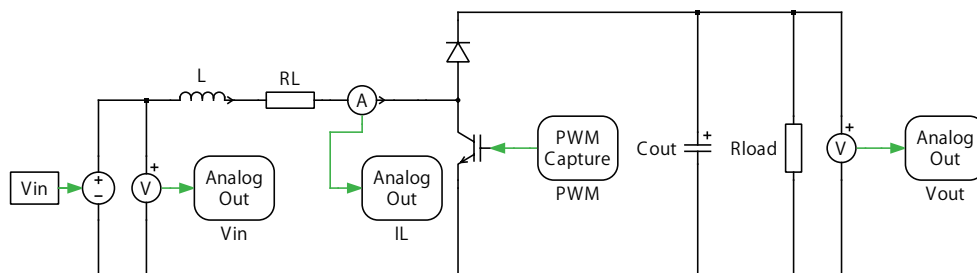 L
RL
A
Vin
+
−
V
+
Analog
Out
Vin
Analog
Out
IL
PWM
Capture
PWM
Cout
+
Rload
V
+
Analog
Out
Vout